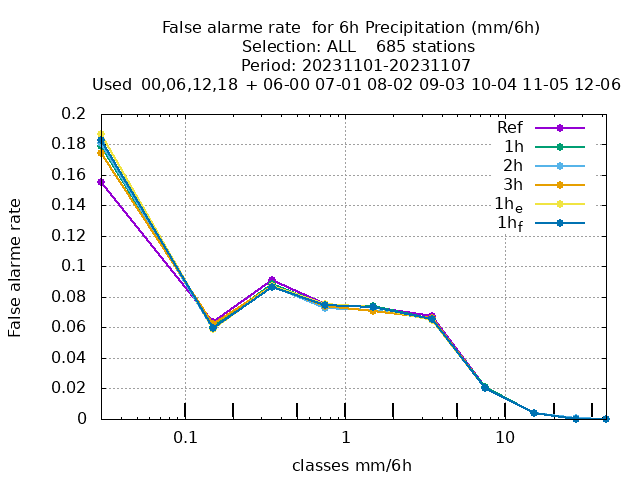 False alarme rate  for 6h Precipitation (mm/6h)
Selection: ALL    685 stations
Period: 20231101-20231107
Used  00,06,12,18  + 06-00 07-01 08-02 09-03 10-04 11-05 12-06
0.2
0.18
0.16
0.14
0.12
0.1
0.08
0.06
0.04
0.02
0
False alarme rate
Ref
1h
2h
3h
1h_e
1h_f
0.1 1 10
classes mm/6h